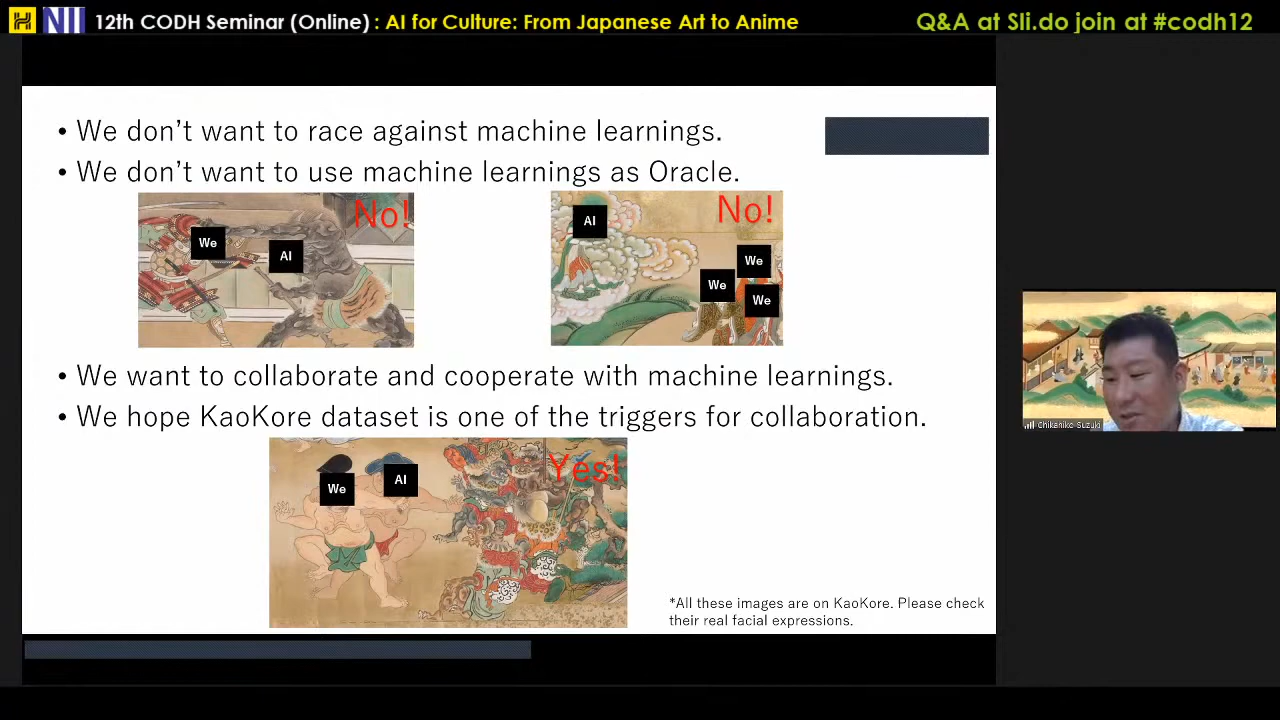 NII 12th CODH Seminar (Online) : AI for Culture: From Japanese Art to Anime
Q&A at Sli.do join at #codh12
• We don't want to race against machine learnings.
• We don't want to use machine learnings as Oracle.
No!
We
AI
No!
AI
We
We
We
• We want to collaborate and cooperate with machine learnings.
• We hope KaoKore dataset is one of the triggers for collaboration.
Yes!
We
AI
*All these images are on KaoKore. Please check
their real facial expressions.
Chikahiko Suzuki